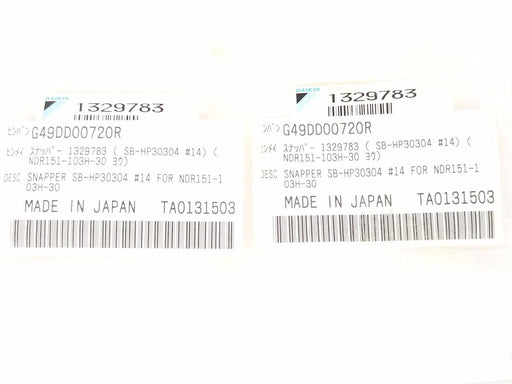 DAIKIN
1329783
ﾋﾝﾊﾞﾝ G49DD00720R
ﾋﾝﾒｲ ｽﾅｯﾊﾟｰ 1329783 ( SB-HP30304 #14) (
NDR151-103H-30 ﾖｳ)
DESC SNAPPER SB-HP30304 #14 FOR NDR151-1
03H-30
MADE IN JAPAN TA0131503
DAIKIN
1329783
ﾋﾝﾊﾞﾝ G49DD00720R
ﾋﾝﾒｲ ｽﾅｯﾊﾟｰ 1329783 ( SB-HP30304 #14) (
NDR151-103H-30 ﾖｳ)
DESC SNAPPER SB-HP30304 #14 FOR NDR151-1
03H-30
MADE IN JAPAN TA0131503